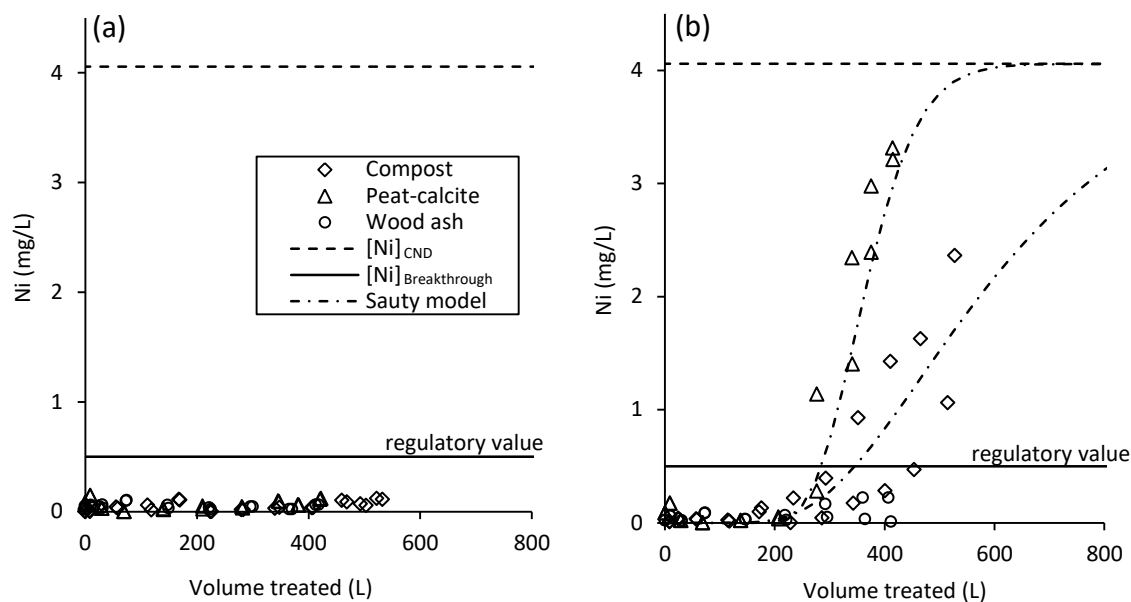 (a)
4
3
2
1
0
Ni (mg/L)
Compost
Peat-calcite
Wood ash
[Ni]CND
[Ni]Breakthrough
Sauty model
regulatory value
0 200 400 600 800
Volume treated (L)
(b)
4
3
2
1
0
Ni (mg/L)
regulatory value
0 200 400 600 800
Volume treated (L)